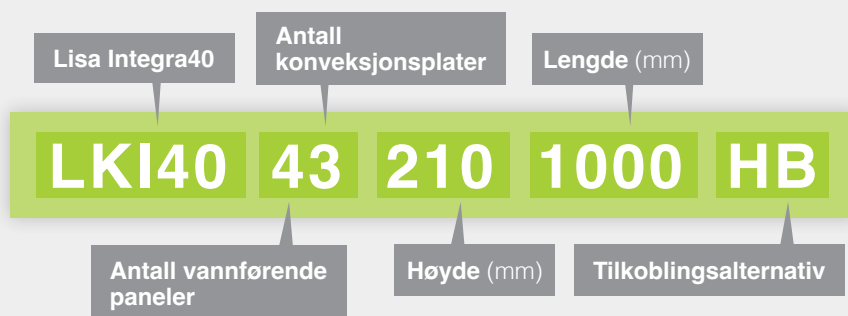 Lisa Integra40
Antall
konveksjonsplater
Lengde (mm)
LKI40 43 210 1000 HB
Antall vannførende
paneler
Høyde (mm)
Tilkoblingsalternativ